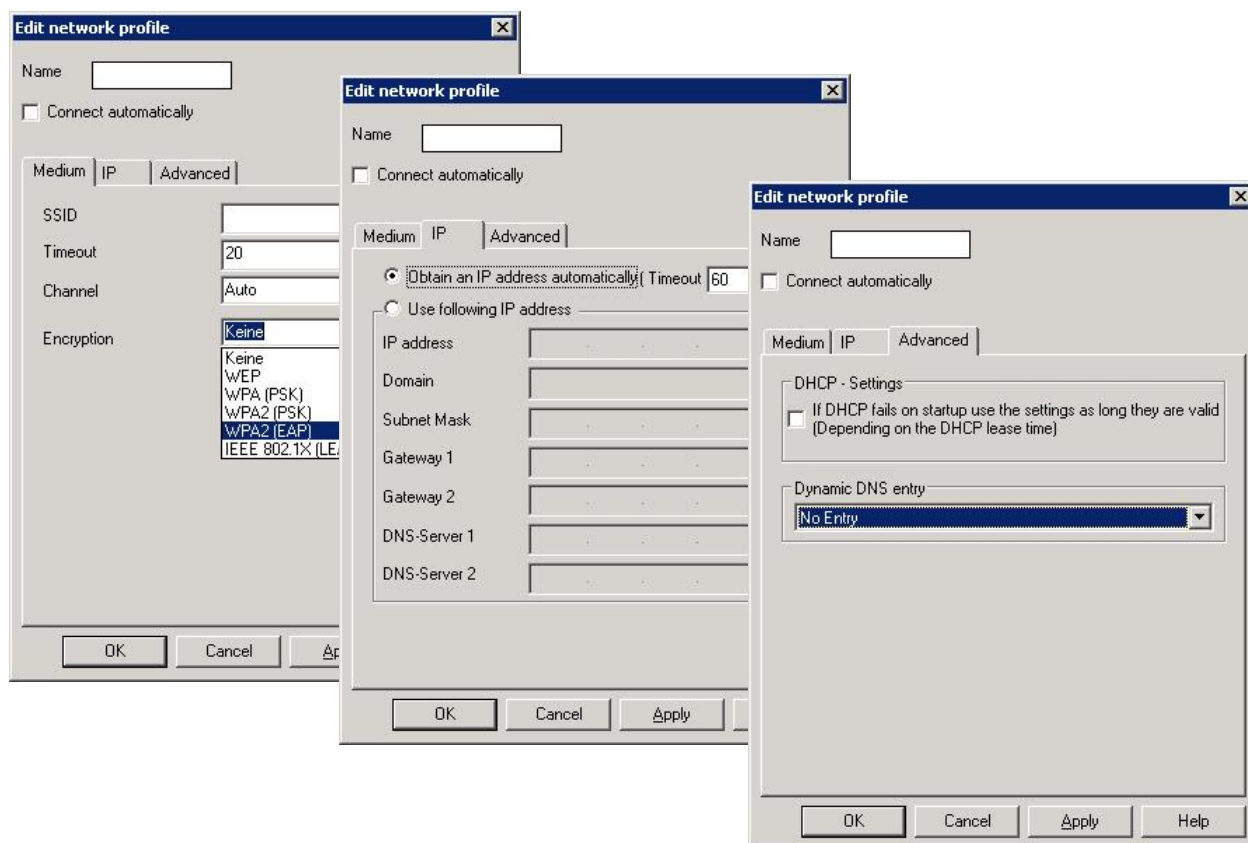 Edit network profile
Name
Connect automatically
Medium IP Advanced
SSID
Timeout 20
Channel Auto
Encryption Keine
Keine
WEP
WPA (PSK)
WPA2 (PSK)
WPA2 (EAP)
IEEE 802.1X (LEA
OK Cancel Ap
Edit network profile
Name
Connect automatically
Medium IP Advanced
Obtain an IP address automatically ( Timeout 60
Use following IP address
IP address
Domain
Subnet Mask
Gateway 1
Gateway 2
DNS-Server 1
DNS-Server 2
OK Cancel Apply
Edit network profile
Name
Connect automatically
Medium IP Advanced
DHCP - Settings
If DHCP fails on startup use the settings as long they are valid
(Depending on the DHCP lease time)
Dynamic DNS entry
No Entry
OK Cancel Apply Help